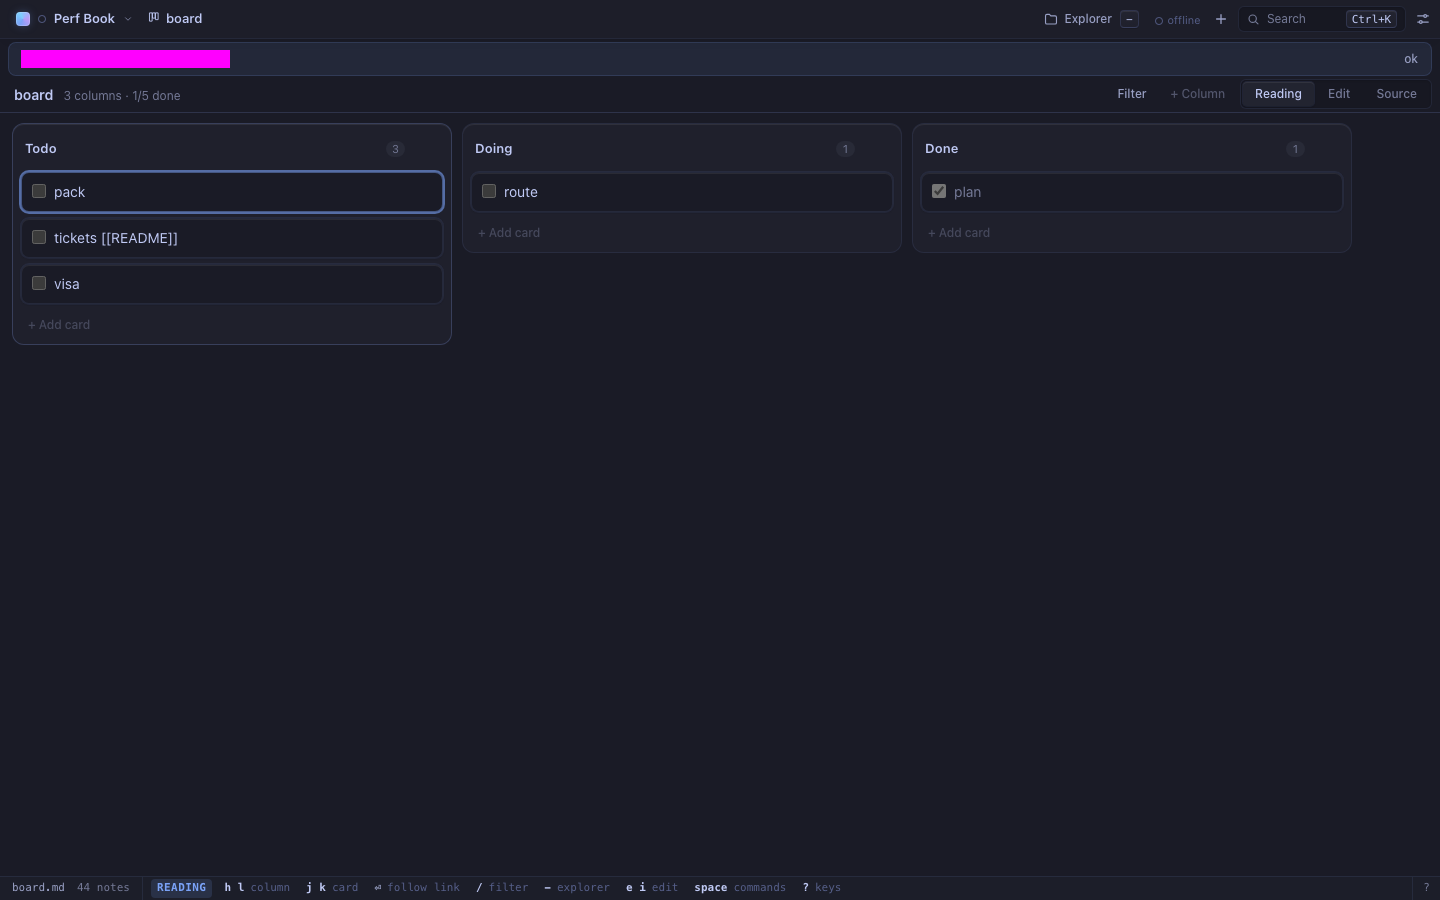 Perf Book board Explorer − offline + Search Ctrl+K
ok
board 3 columns · 1/5 done Filter + Column Reading Edit Source
Todo 3
pack
tickets [[README]]
visa
+ Add card
Doing 1
route
+ Add card
Done 1
plan
+ Add card
board.md 44 notes READING h l column j k card ⏎ follow link / filter − explorer e i edit space commands ? keys ?